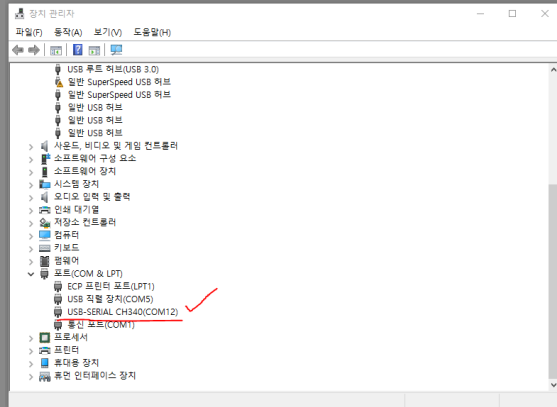 장치 관리자
파일(F) 동작(A) 보기(V) 도움말(H)
USB 루트 허브(USB 3.0)
일반 SuperSpeed USB 허브
일반 SuperSpeed USB 허브
일반 USB 허브
일반 USB 허브
일반 USB 허브
사운드, 비디오 및 게임 컨트롤러
소프트웨어 구성 요소
소프트웨어 장치
시스템 장치
오디오 입력 및 출력
인쇄 대기열
저장소 컨트롤러
컴퓨터
키보드
펌웨어
포트(COM & LPT)
ECP 프린터 포트(LPT1)
USB 직렬 장치(COM5)
USB-SERIAL CH340(COM12)
통신 포트(COM1)
프로세서
프린터
휴대용 장치
휴먼 인터페이스 장치